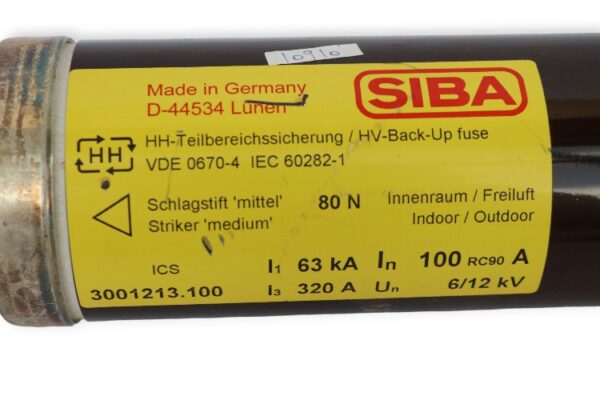 10910
Made in Germany
D-44534 Lünen
SIBA
HH
HH-Teilbereichssicherung / HV-Back-Up fuse
VDE 0670-4 IEC 60282-1
Schlagstift 'mittel' 80 N Innenraum / Freiluft
Striker 'medium' Indoor / Outdoor
ICS I1 63 kA In 100 RC90 A
3001213.100 I3 320 A Un 6/12 kV